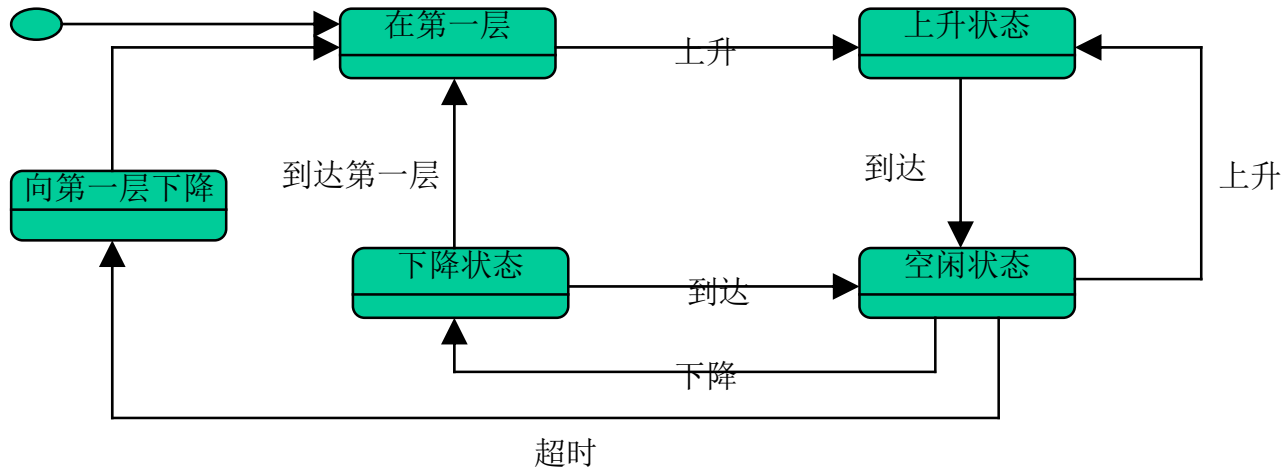 在第一层
上升状态
上升
到达第一层
到达
上升
向第一层下降
下降状态
空闲状态
到达
下降
超时